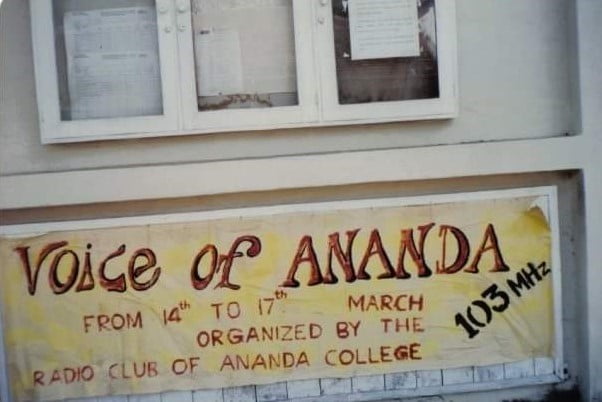 Voice of ANANDA
FROM 14th TO 17th MARCH
103 MHz
ORGANIZED BY THE
RADIO CLUB OF ANANDA COLLEGE